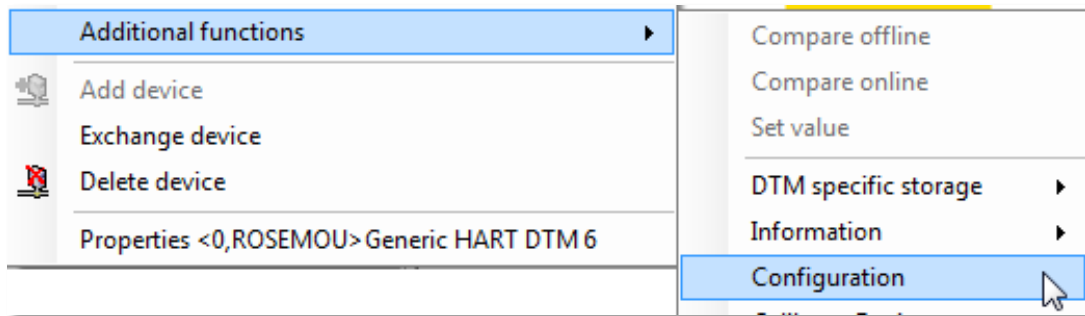 Additional functions
Add device
Exchange device
Delete device
Properties <0,ROSEMOU>Generic HART DTM 6
Compare offline
Compare online
Set value
DTM specific storage
Information
Configuration